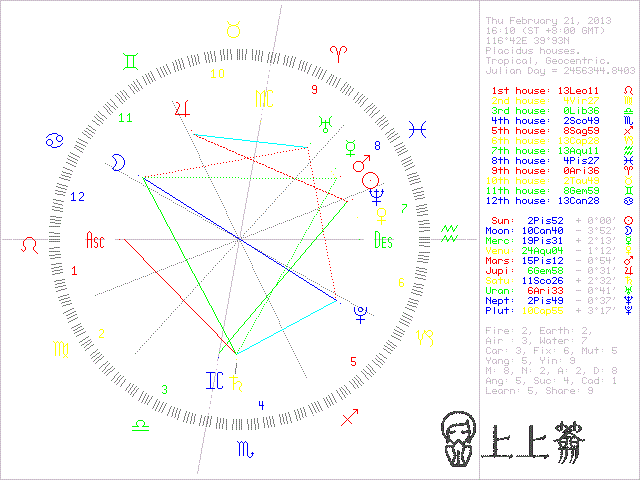 Thu February 21, 2013
16:10 (ST +8:00 GMT)
116°42E 39°93N
Placidus houses.
Tropical, Geocentric.
Julian Day = 2456344.8403
1st house: 13Leo11
2nd house: 4Vir27
3rd house: 0Lib36
4th house: 2Sco49
5th house: 8Sag59
6th house: 13Cap28
7th house: 13Aqu11
8th house: 4Pis27
9th house: 0Ari36
10th house: 2Tau49
11th house: 8Gem59
12th house: 13Can28
Sun: 2Pis52 + 0°00'
Moon: 10Can40 - 3°52'
Merc: 19Pis31 + 2°13'
Venu: 24Aqu04 - 1°12'
Mars: 15Pis12 - 0°54'
Jupi: 6Gem58 - 0°31'
Satu: 11Sco26 + 2°32'
Uran: 6Ari33 - 0°41'
Nept: 2Pis49 - 0°37'
Plut: 10Cap55 + 3°17'
Fire: 2, Earth: 2,
Air : 3, Water: 7
Car: 3, Fix: 6, Mut: 5
Yang: 5, Yin: 9
M: 8, N: 2, A: 2, D: 8
Ang: 5, Suc: 4, Cad: 1
Learn: 5, Share: 9
10
9
11
MC
8
12
7
Asc
Des
1
6
2
5
3
IC
4
上上籤